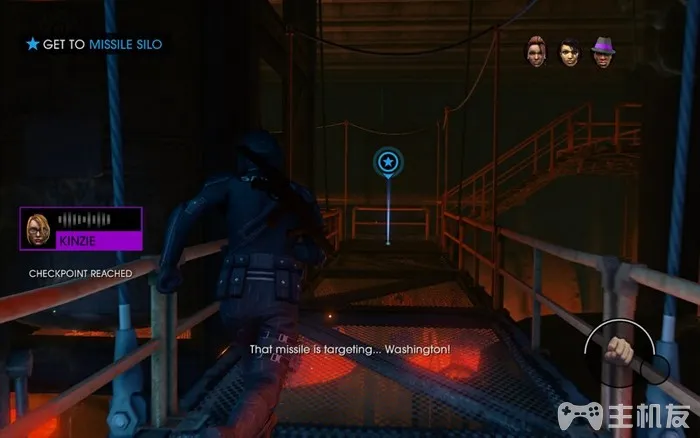 GET TO MISSILE SILO
KINZIE
CHECKPOINT REACHED
That missile is targeting... Washington!
主机友